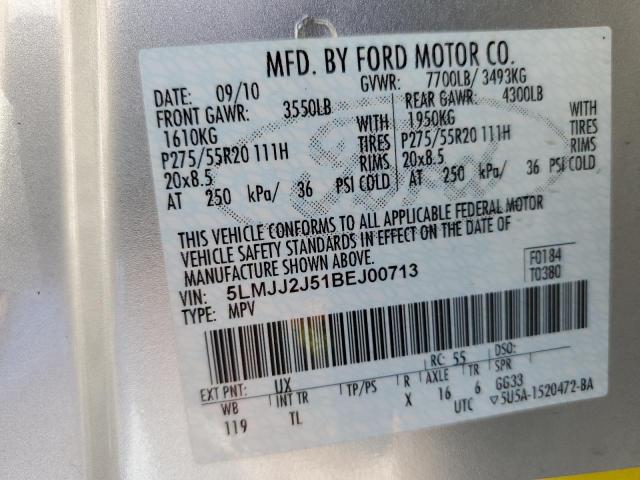 MFD. BY FORD MOTOR CO.
DATE: 09/10 GVWR: 7700LB/ 3493KG
FRONT GAWR: 3550LB REAR GAWR: 4300LB
1610KG WITH 1950KG WITH
P275/55R20 111H TIRES P275/55R20 111H TIRES
20x8.5 RIMS 20x8.5 RIMS
AT 250 kPa/ 36 PSI COLD AT 250 kPa/ 36 PSI COLD
THIS VEHICLE CONFORMS TO ALL APPLICABLE FEDERAL MOTOR
VEHICLE SAFETY STANDARDS IN EFFECT ON THE DATE OF
MANUFACTURE SHOWN ABOVE.
VIN: 5LMJJ2J51BEJ00713 F0184
TYPE: MPV T0380
EXT PNT: UX RC: 55 DSO:
WB INT TR TP/PS R AXLE TR SPR
119 TL X 16 6 GG33
UTC ▽5U5A-1520472-BA